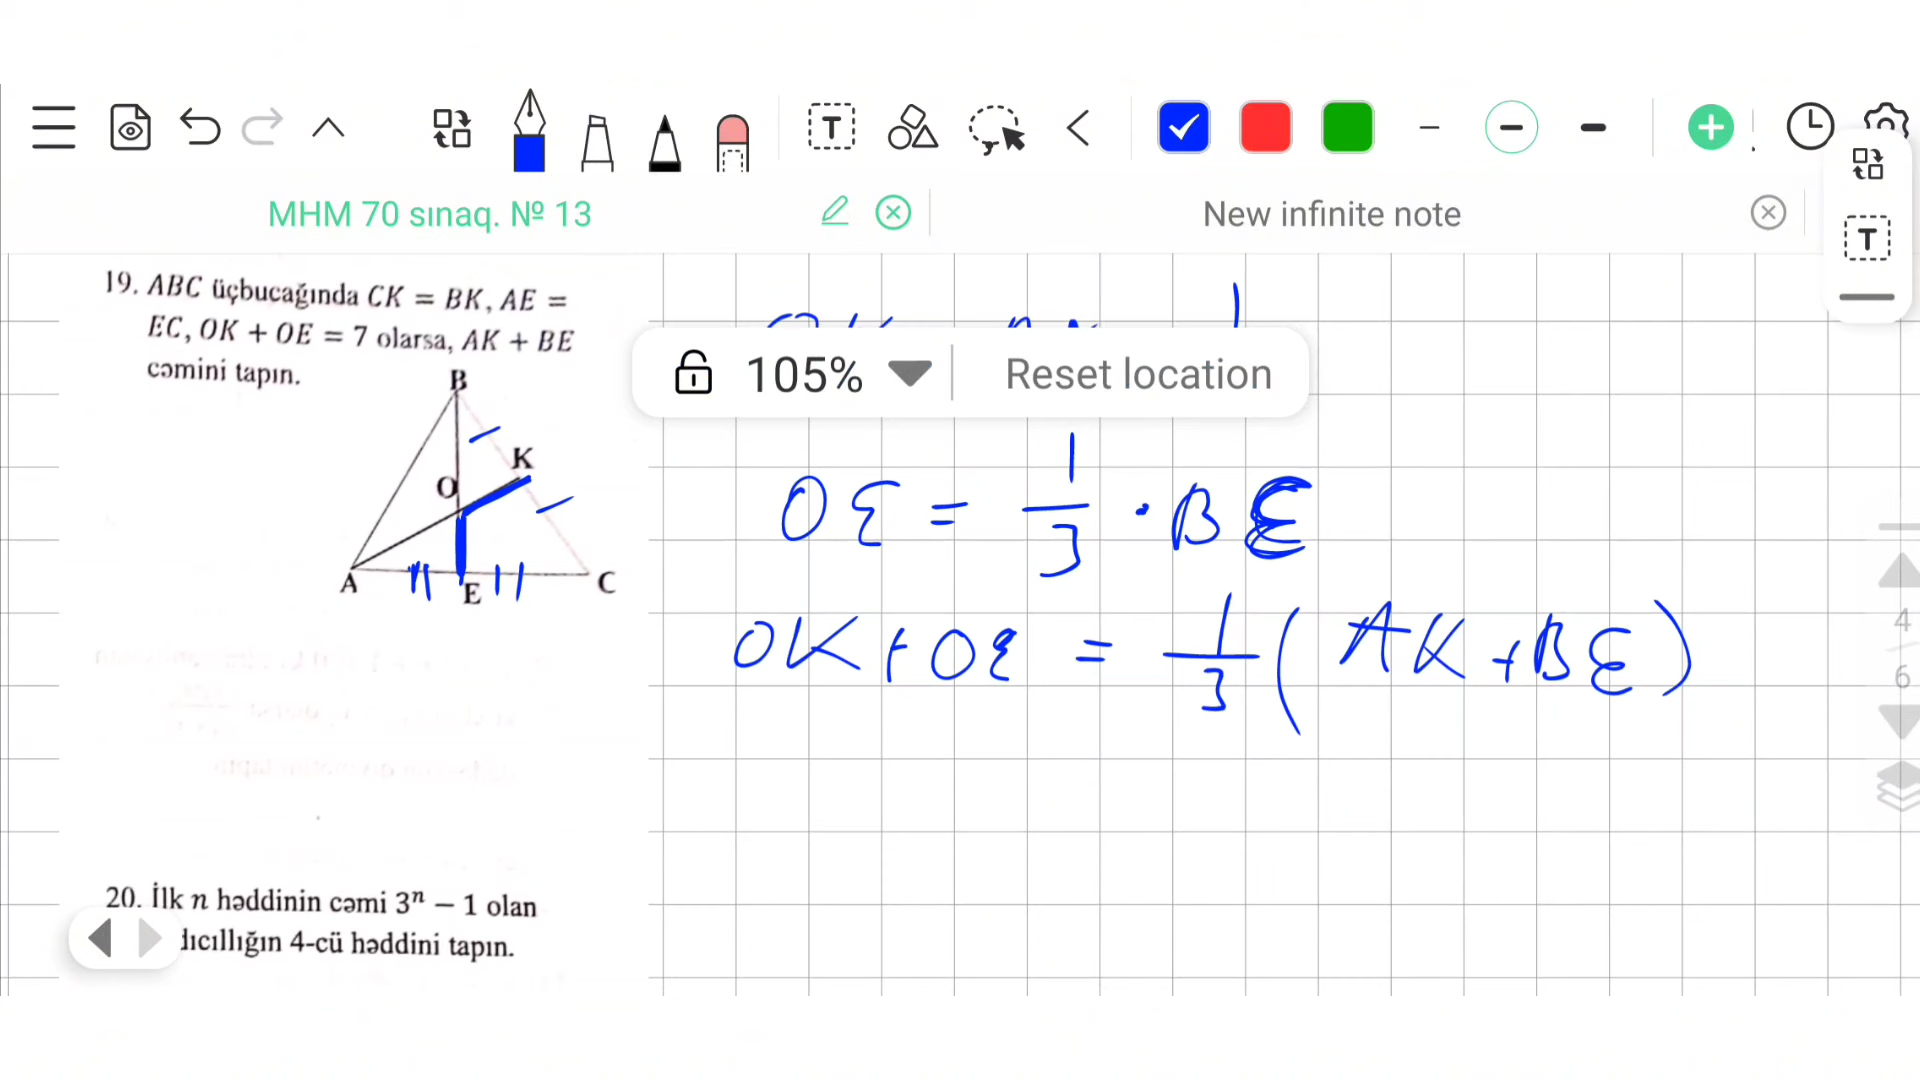 T
MHM 70 sınaq. № 13
New infinite note
T
19. ABC üçbucağında CK = BK, AE =
EC, OK + OE = 7 olarsa, AK + BE
cəmini tapın.
105%
Reset location
B
K
O
A
E
C
OE = 1/3 · BE
OK + OE = 1/3 (AK + BE)
4
6
20. İlk n həddinin cəmi 3ⁿ − 1 olan
dıcıllığın 4-cü həddini tapın.